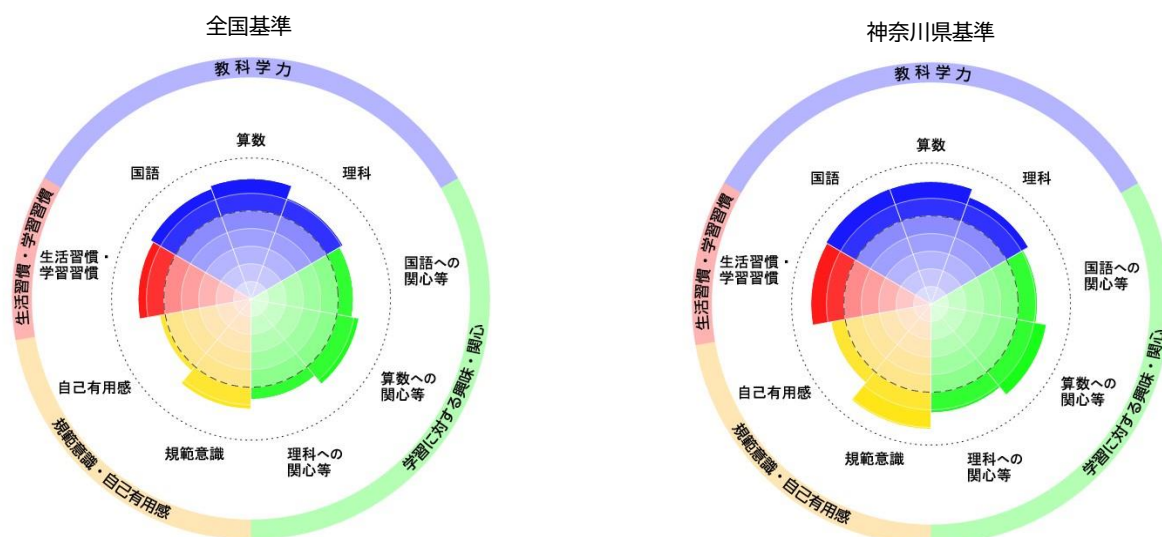 全国基準
教科学力
算数
国語
理科
生活習慣・学習習慣
生活習慣・
学習習慣
国語への
関心等
自己有用感
算数への
関心等
規範意識
理科への
関心等
学習に対する興味・関心
規範意識・自己有用感
神奈川県基準
教科学力
算数
国語
理科
生活習慣・学習習慣
生活習慣・
学習習慣
国語への
関心等
自己有用感
算数への
関心等
規範意識
理科への
関心等
学習に対する興味・関心
規範意識・自己有用感